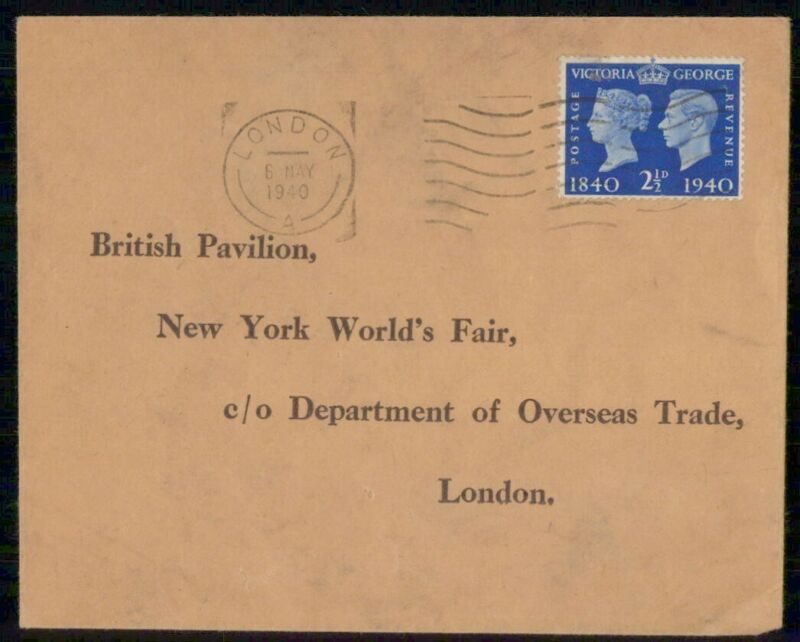 VICTORIA GEORGE
POSTAGE
REVENUE
1840 2½D 1940
LONDON
6 MAY
1940
A
British Pavilion,
New York World's Fair,
c/o Department of Overseas Trade,
London.